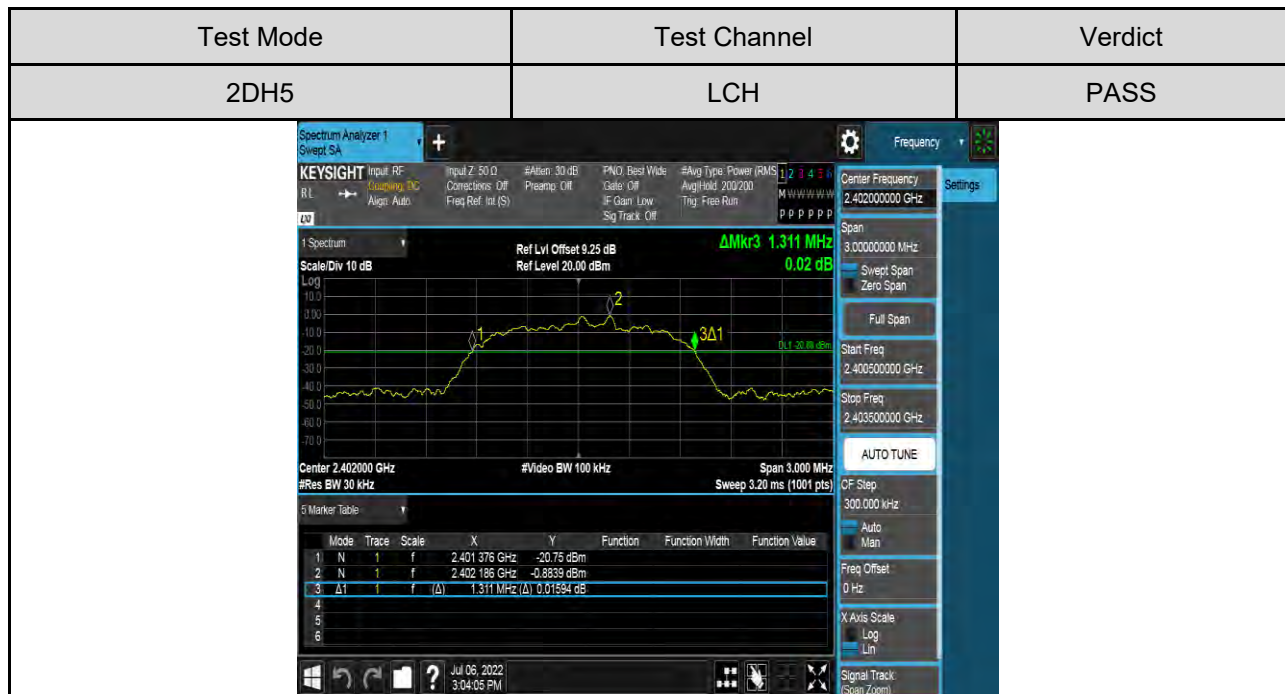 Test Mode Test Channel Verdict
2DH5 LCH PASS
Spectrum Analyzer 1
Swept SA
+
Frequency
KEYSIGHT Input: RF Input Z: 50 Ω #Atten: 30 dB PNO: Best Wide #Avg Type: Power (RMS 1 2 3 4 5 6
RL Coupling: DC Corrections: Off Preamp: Off Gate: Off Avg|Hold: 200/200 M W W W W W
Align: Auto Freq Ref: Int (S) IF Gain: Low Trig: Free Run
Sig Track: Off P P P P P P
LXI
Center Frequency
2.402000000 GHz
Settings
1 Spectrum
Scale/Div 10 dB
Ref Lvl Offset 9.25 dB
Ref Level 20.00 dBm
ΔMkr3 1.311 MHz
0.02 dB
Log
10.0
0.00
-10.0
-20.0
-30.0
-40.0
-50.0
-60.0
-70.0
1
2
3Δ1
Center 2.402000 GHz #Video BW 100 kHz Span 3.000 MHz
#Res BW 30 kHz Sweep 3.20 ms (1001 pts)
Span
3.00000000 MHz
Swept Span
Zero Span
Full Span
Start Freq
2.400500000 GHz
Stop Freq
2.403500000 GHz
AUTO TUNE
CF Step
300.000 kHz
Auto
Man
Freq Offset
0 Hz
X Axis Scale
Log
Lin
Signal Track
(Span Zoom)
5 Marker Table
Mode Trace Scale X Y Function Function Width Function Value
1 N 1 f 2.401 376 GHz -20.75 dBm
2 N 1 f 2.402 186 GHz -0.8839 dBm
3 Δ1 1 f (Δ) 1.311 MHz (Δ) 0.01594 dB
4
5
6
?
Jul 06, 2022
3:04:05 PM